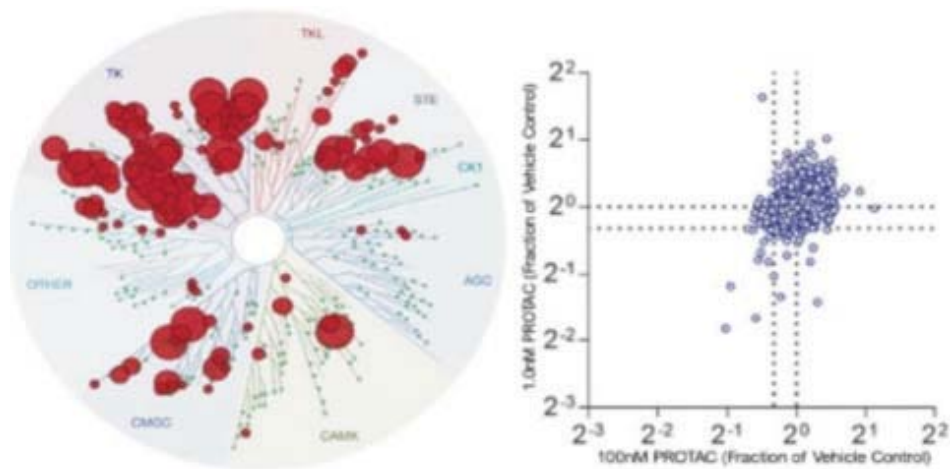 TKL
TK
STE
CK1
AGC
CAMK
CMGC
OTHER
1.0nM PROTAC (Fraction of Vehicle Control)
2²
2¹
2⁰
2⁻¹
2⁻²
2⁻³
2⁻³ 2⁻² 2⁻¹ 2⁰ 2¹ 2²
100nM PROTAC (Fraction of Vehicle Control)